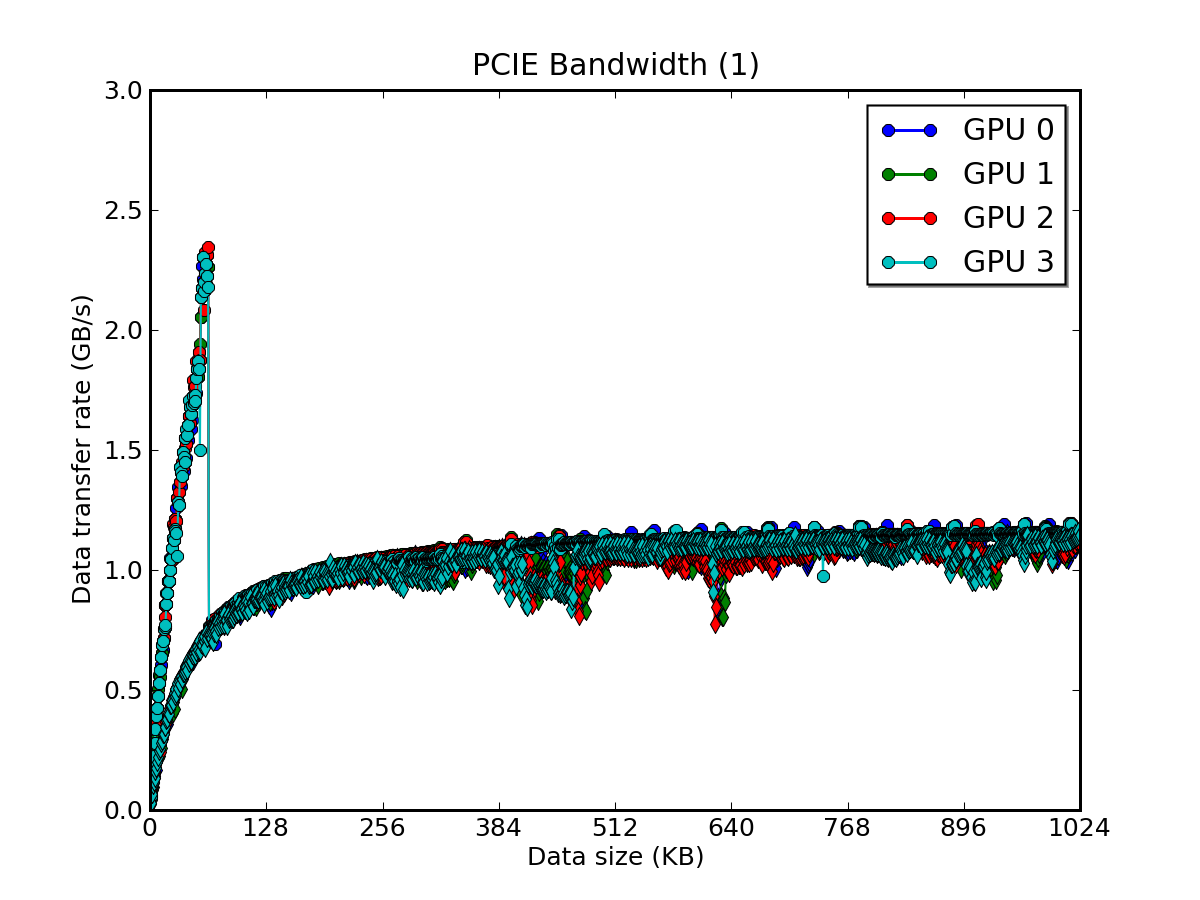 PCIE Bandwidth (1)
3.0
2.5
2.0
1.5
1.0
0.5
0.0
Data transfer rate (GB/s)
GPU 0
GPU 1
GPU 2
GPU 3
0 128 256 384 512 640 768 896 1024
Data size (KB)